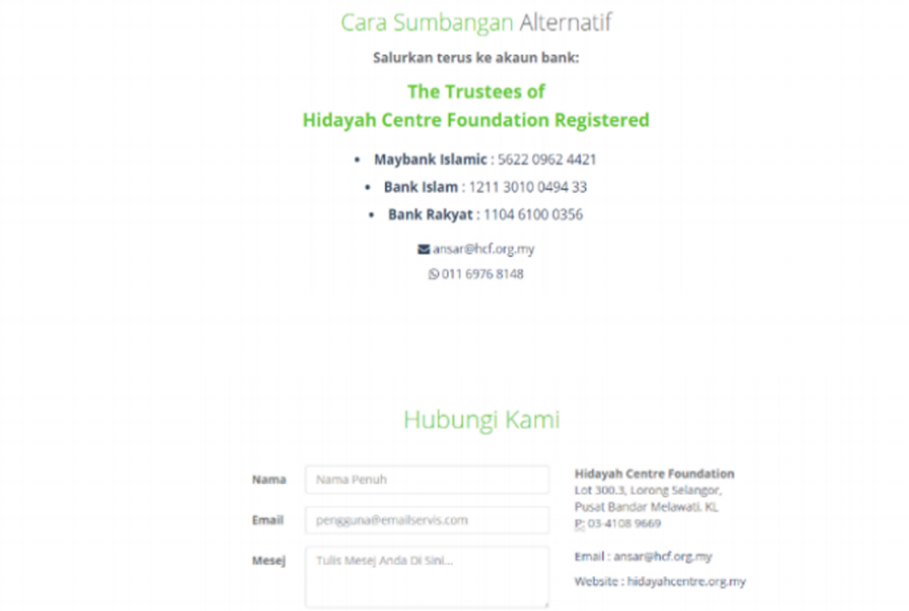 Cara Sumbangan Alternatif
Salurkan terus ke akaun bank:
The Trustees of
Hidayah Centre Foundation Registered
• Maybank Islamic : 5622 0962 4421
• Bank Islam : 1211 3010 0494 33
• Bank Rakyat : 1104 6100 0356
ansar@hcf.org.my
011 6976 8148
Hubungi Kami
Nama
Nama Penuh
Email
pengguna@emailservis.com
Mesej
Tulis Mesej Anda Di Sini...
Hidayah Centre Foundation
Lot 300.3, Lorong Selangor,
Pusat Bandar Melawati, KL
P: 03-4108 9669
Email : ansar@hcf.org.my
Website : hidayahcentre.org.my